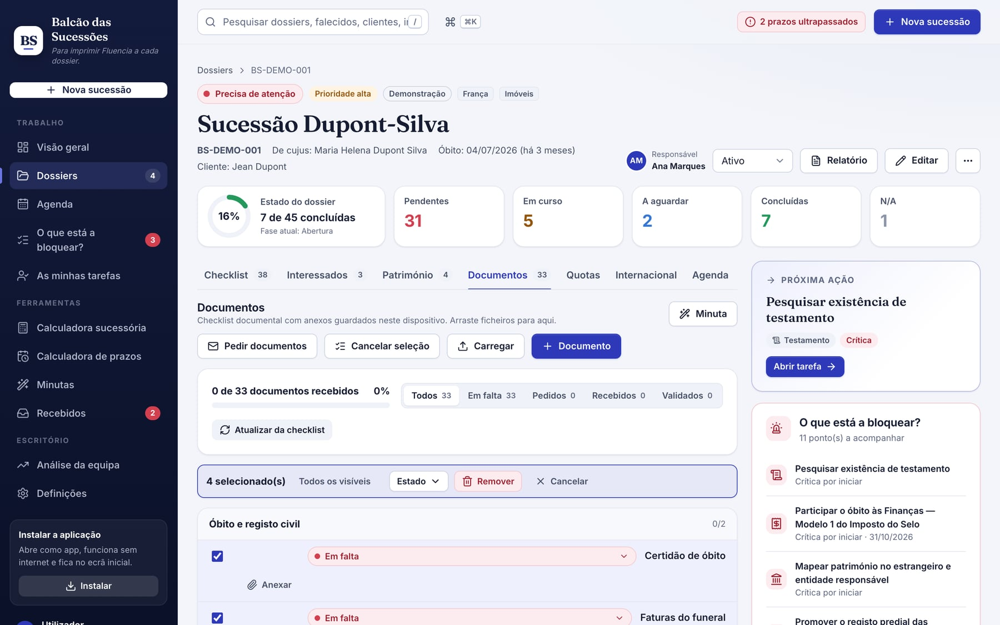 Balcão das
Sucessões
BS
Para imprimir Fluencia a cada
dossier.
Nova sucessão
TRABALHO
Visão geral
Dossiers 4
Agenda
O que está a
bloquear? 3
As minhas tarefas
FERRAMENTAS
Calculadora sucessória
Calculadora de prazos
Minutas
Recebidos 2
ESCRITÓRIO
Análise da equipa
Definições
Instalar a aplicação
Abre como app, funciona sem
internet e fica no ecrã inicial.
Instalar
Utilizador
Pesquisar dossiers, falecidos, clientes, /
⌘ ⌘K
2 prazos ultrapassados
Nova sucessão
Dossiers > BS-DEMO-001
Precisa de atenção Prioridade alta Demonstração França Imóveis
Sucessão Dupont-Silva
BS-DEMO-001 De cujus: Maria Helena Dupont Silva Óbito: 04/07/2026 (há 3 meses)
Cliente: Jean Dupont
AM
Responsável
Ana Marques
Ativo
Relatório
Editar
···
16%
Estado do dossier
7 de 45 concluídas
Fase atual: Abertura
Pendentes
31
Em curso
5
A aguardar
2
Concluídas
7
N/A
1
Checklist 38 Interessados 3 Património 4 Documentos 33 Quotas Internacional Agenda
Documentos
Checklist documental com anexos guardados neste dispositivo. Arraste ficheiros para aqui.
Minuta
Pedir documentos Cancelar seleção Carregar Documento
0 de 33 documentos recebidos 0%
Todos 33 Em falta 33 Pedidos 0 Recebidos 0 Validados 0
Atualizar da checklist
4 selecionado(s) Todos os visíveis Estado Remover Cancelar
Óbito e registo civil 0/2
Em falta Certidão de óbito
Anexar
Em falta Faturas do funeral
PRÓXIMA AÇÃO
Pesquisar existência de
testamento
Testamento Crítica
Abrir tarefa
O que está a bloquear?
11 ponto(s) a acompanhar
Pesquisar existência de testamento
Crítica por iniciar
Participar o óbito às Finanças —
Modelo 1 do Imposto do Selo
Crítica por iniciar · 31/10/2026
Mapear património no estrangeiro e
entidade responsável
Crítica por iniciar
Promover o registo predial das